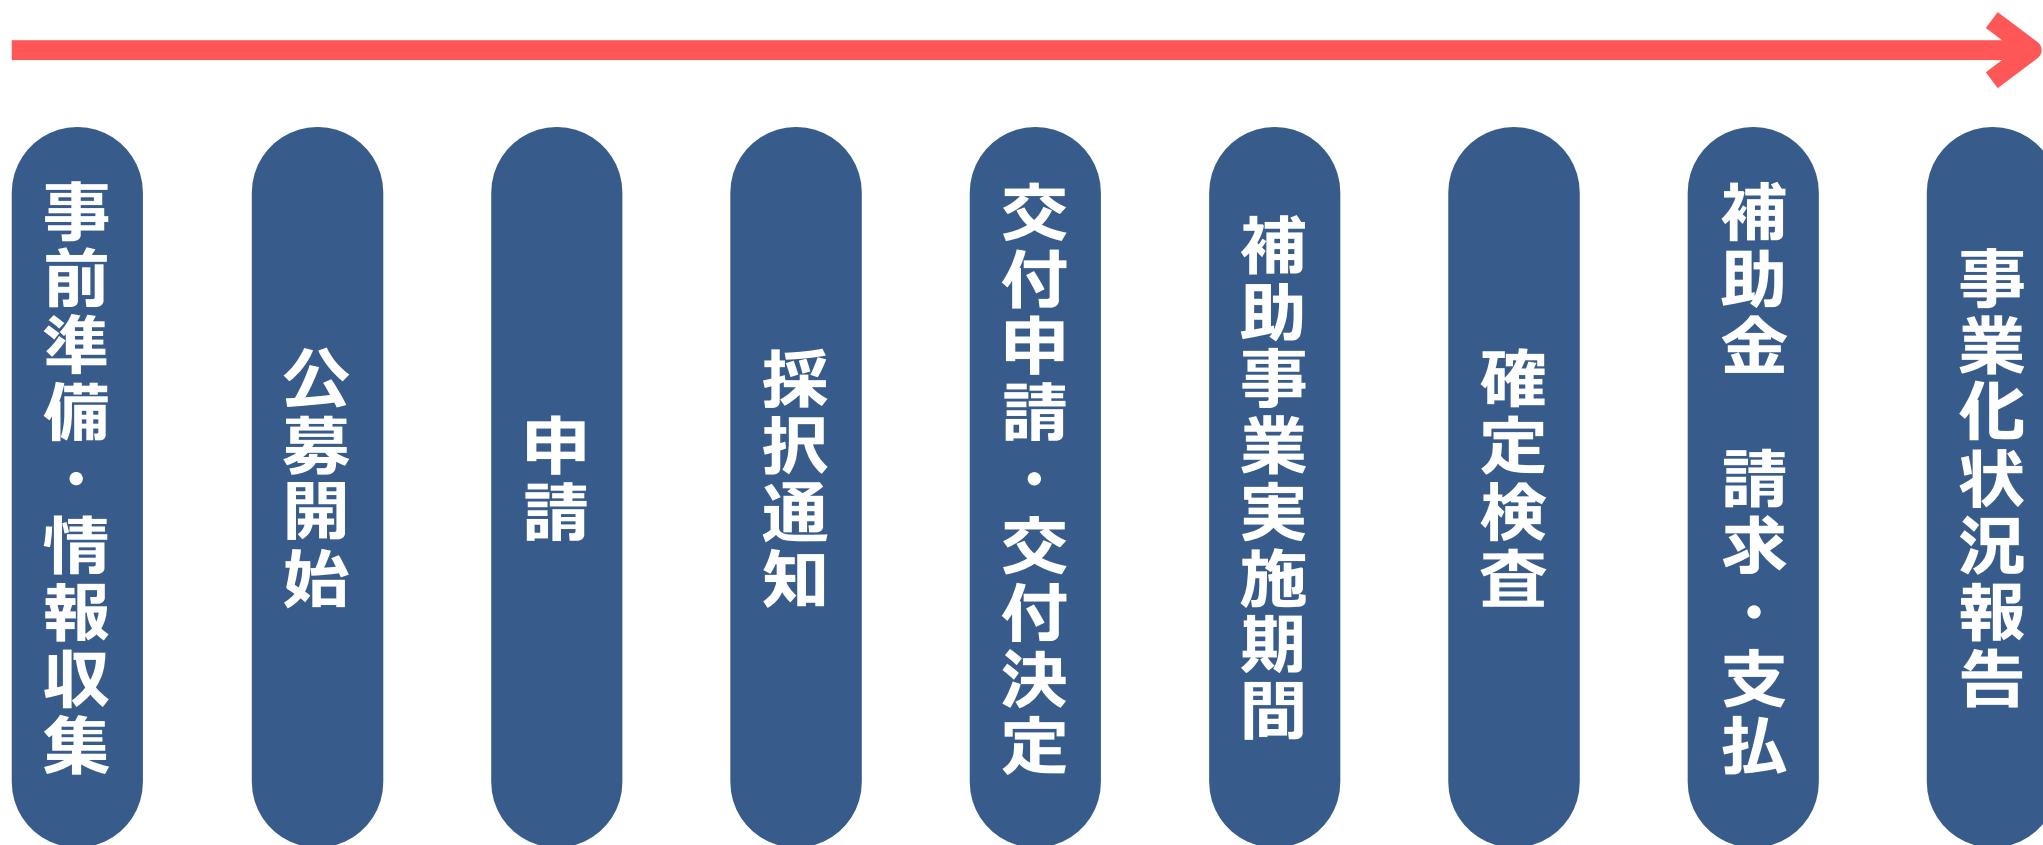 事前準備・情報収集
公募開始
申請
採択通知
交付申請・交付決定
補助事業実施期間
確定検査
補助金　請求・支払
事業化状況報告